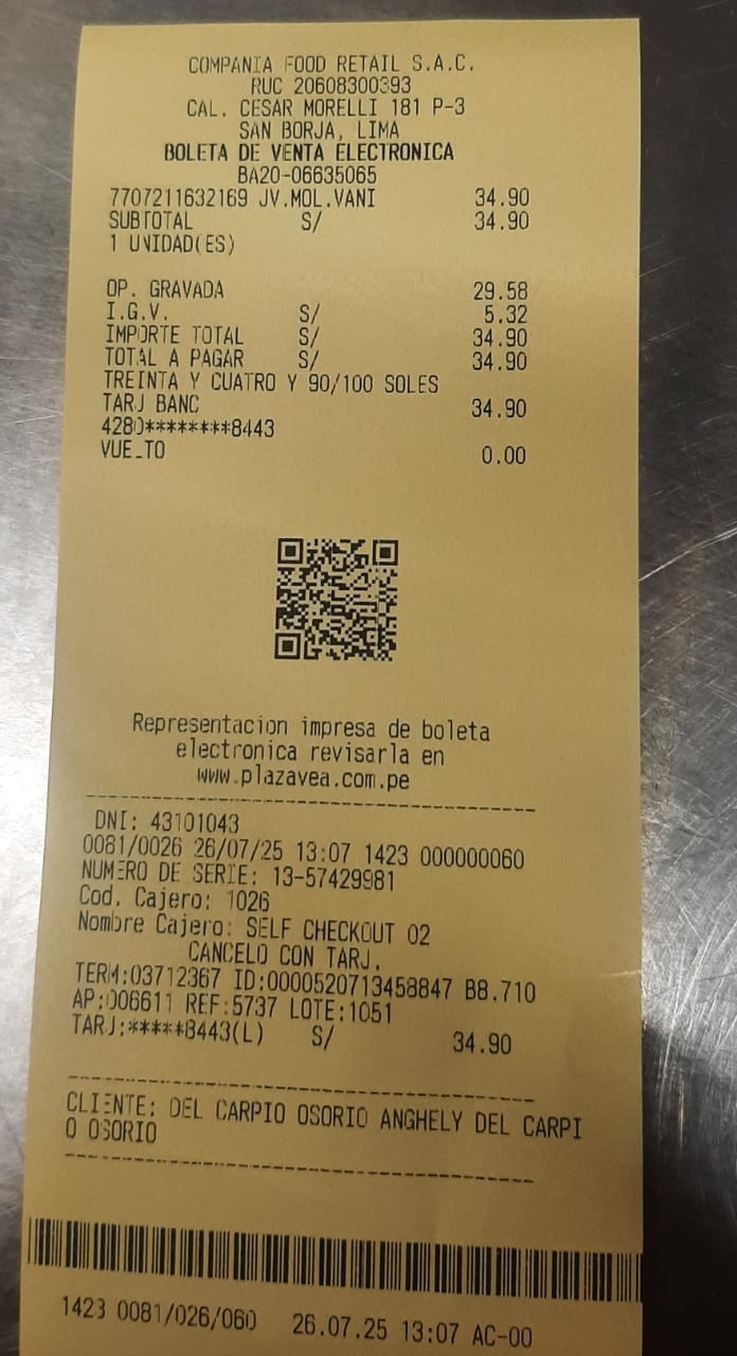 COMPANIA FOOD RETAIL S.A.C.
RUC 20608300393
CAL. CESAR MORELLI 181 P-3
SAN BORJA, LIMA
BOLETA DE VENTA ELECTRONICA
BA20-06635065
7707211632169 JV.MOL.VANI 34.90
SUBTOTAL S/ 34.90
1 UNIDAD(ES)
OP. GRAVADA 29.58
I.G.V. S/ 5.32
IMPORTE TOTAL S/ 34.90
TOTAL A PAGAR S/ 34.90
TREINTA Y CUATRO Y 90/100 SOLES
TARJ BANC 34.90
4280********8443
VUELTO 0.00
Representacion impresa de boleta
electronica revisarla en
www.plazavea.com.pe
DNI: 43101043
0081/0026 26/07/25 13:07 1423 000000060
NUMERO DE SERIE: 13-57429981
Cod. Cajero: 1026
Nombre Cajero: SELF CHECKOUT 02
CANCELO CON TARJ.
TERM:03712367 ID:0000520713458847 B8.710
AP:006611 REF:5737 LOTE:1051
TARJ:*****8443(L) S/ 34.90
CLIENTE: DEL CARPIO OSORIO ANGHELY DEL CARPI
O OSORIO
1423 0081/026/060 26.07.25 13:07 AC-00